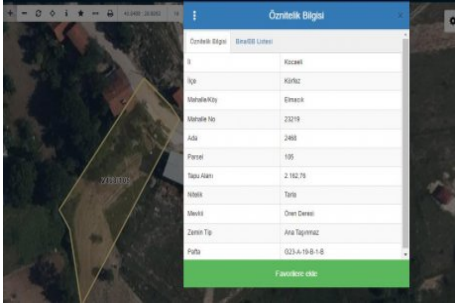 Öznitelik Bilgisi
Öznitelik Bilgisi Bina/BB Listesi
İl Kocaeli
İlçe Körfez
Mahalle/Köy Elmacık
Mahalle No 23219
Ada 2468
Parsel 105
Tapu Alanı 2.182,78
Nitelik Tarla
Mevkii Ören Deresi
Zemin Tip Ana Taşınmaz
Pafta G23-A-19-B-1-B
Favorilere ekle